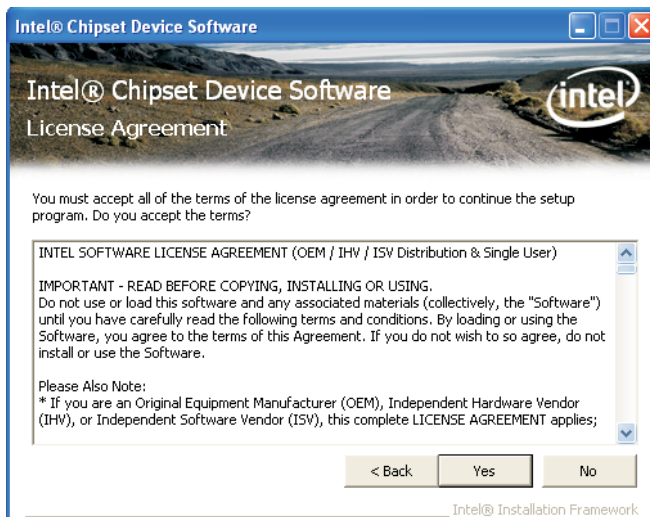 Intel® Chipset Device Software
Intel® Chipset Device Software
intel®
License Agreement
You must accept all of the terms of the license agreement in order to continue the setup
program. Do you accept the terms?
INTEL SOFTWARE LICENSE AGREEMENT (OEM / IHV / ISV Distribution & Single User)
IMPORTANT - READ BEFORE COPYING, INSTALLING OR USING.
Do not use or load this software and any associated materials (collectively, the "Software")
until you have carefully read the following terms and conditions. By loading or using the
Software, you agree to the terms of this Agreement. If you do not wish to so agree, do not
install or use the Software.
Please Also Note:
* If you are an Original Equipment Manufacturer (OEM), Independent Hardware Vendor
(IHV), or Independent Software Vendor (ISV), this complete LICENSE AGREEMENT applies;
< Back Yes No
Intel® Installation Framework